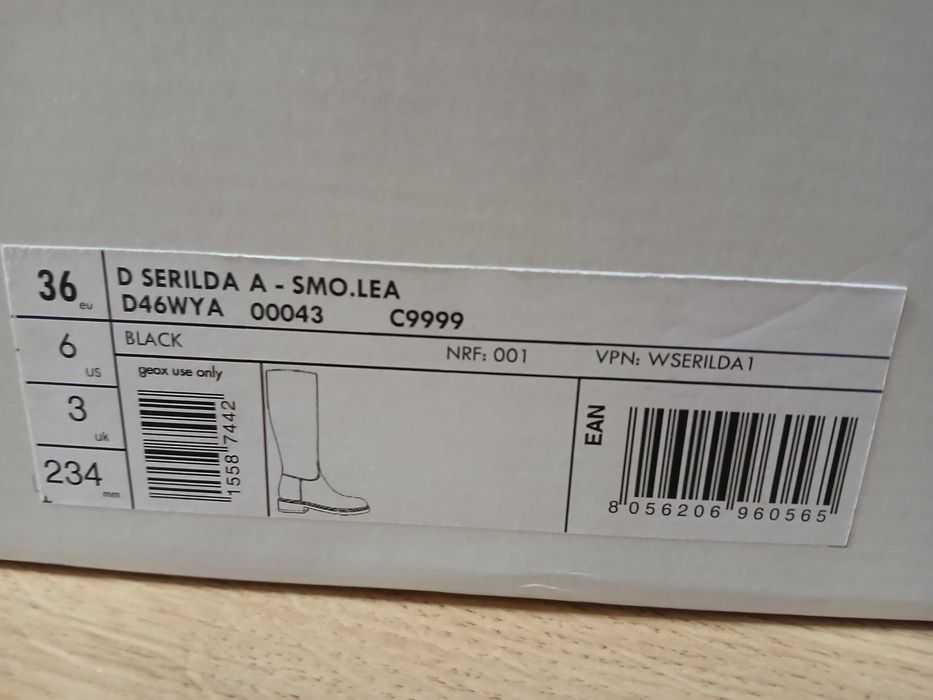 36 eu
D SERILDA A - SMO.LEA
D46WYA 00043 C9999
6 us
BLACK NRF: 001 VPN: WSERILDA1
3 uk
234 mm
geox use only
1558 7442
EAN
8 056206 960565